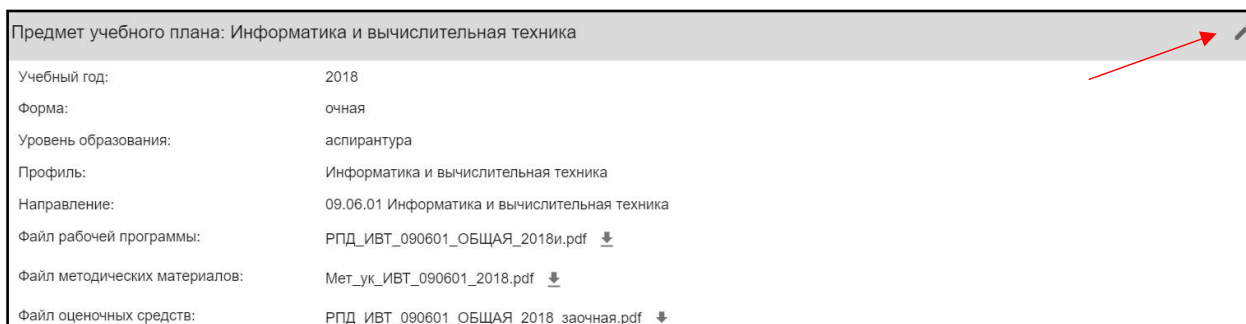 Предмет учебного плана: Информатика и вычислительная техника
Учебный год: 2018
Форма: очная
Уровень образования: аспирантура
Профиль: Информатика и вычислительная техника
Направление: 09.06.01 Информатика и вычислительная техника
Файл рабочей программы: РПД_ИВТ_090601_ОБЩАЯ_2018и.pdf
Файл методических материалов: Мет_ук_ИВТ_090601_2018.pdf
Файл оценочных средств: РПД_ИВТ_090601_ОБЩАЯ_2018_заочная.pdf